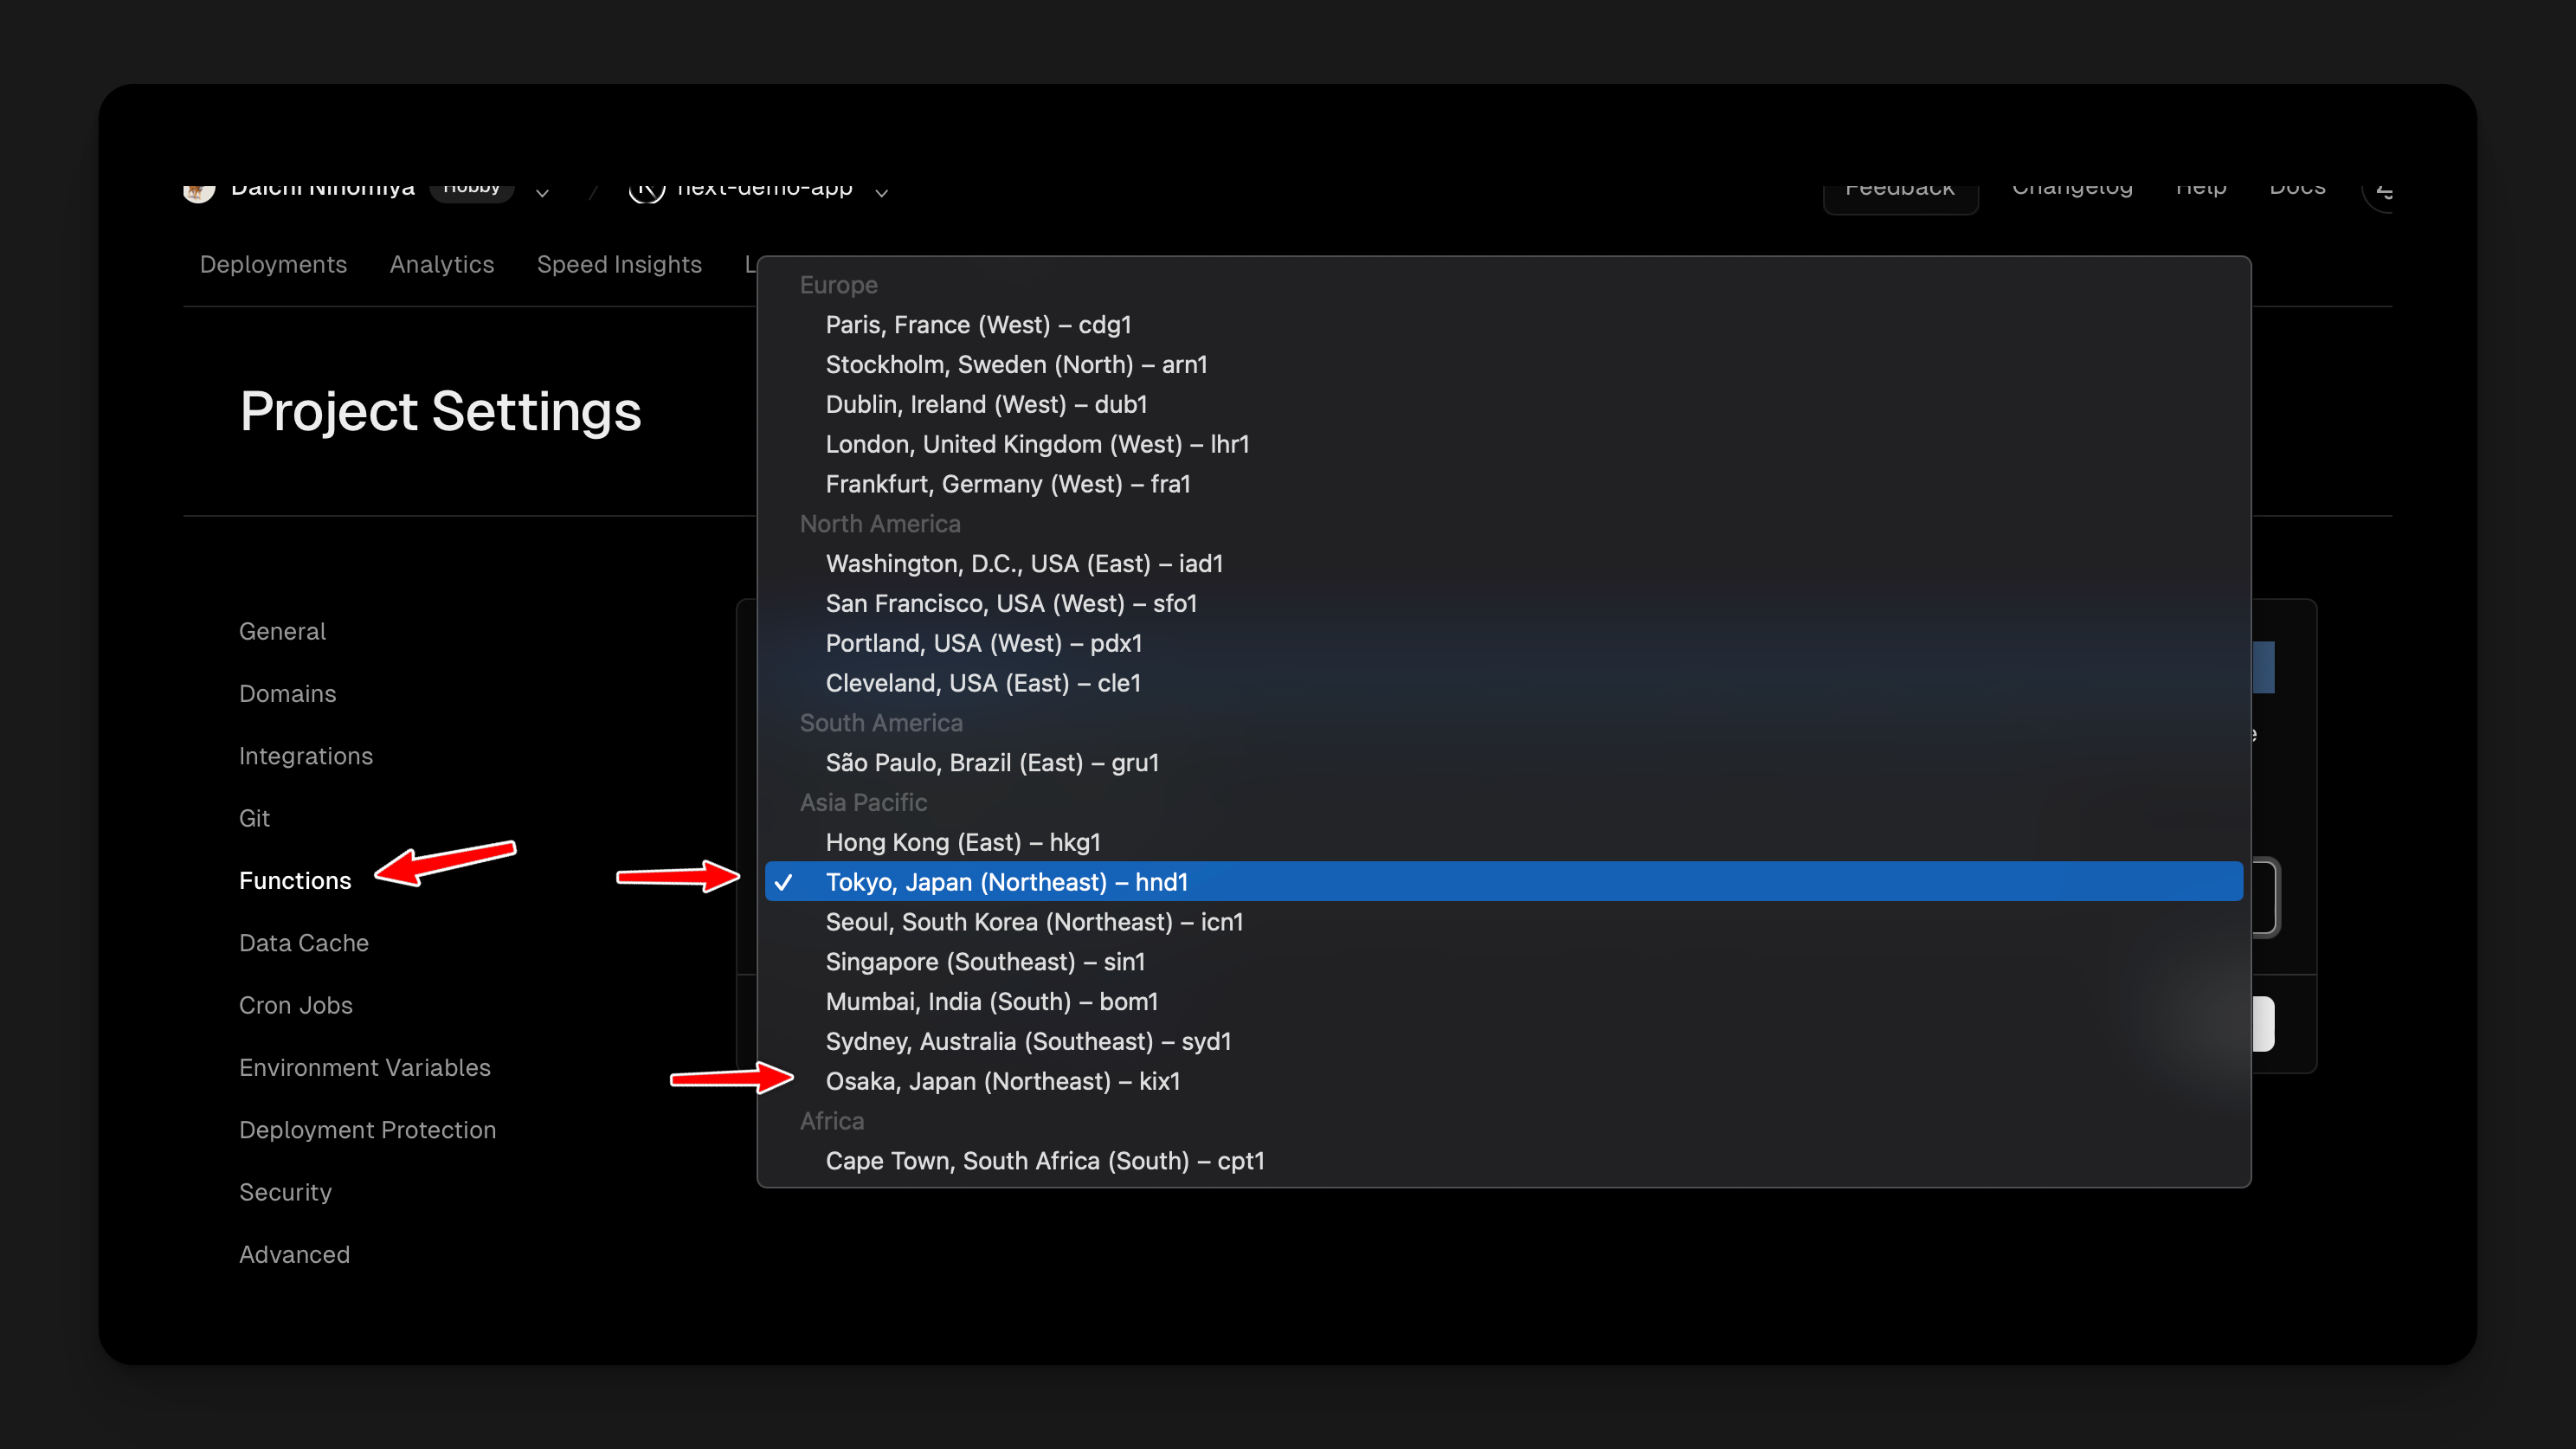 Daichi Ninomiya Hobby / next-demo-app Feedback Changelog Help Docs
Deployments Analytics Speed Insights L
Project Settings
General
Domains
Integrations
Git
Functions
Data Cache
Cron Jobs
Environment Variables
Deployment Protection
Security
Advanced
Europe
Paris, France (West) – cdg1
Stockholm, Sweden (North) – arn1
Dublin, Ireland (West) – dub1
London, United Kingdom (West) – lhr1
Frankfurt, Germany (West) – fra1
North America
Washington, D.C., USA (East) – iad1
San Francisco, USA (West) – sfo1
Portland, USA (West) – pdx1
Cleveland, USA (East) – cle1
South America
São Paulo, Brazil (East) – gru1
Asia Pacific
Hong Kong (East) – hkg1
✓ Tokyo, Japan (Northeast) – hnd1
Seoul, South Korea (Northeast) – icn1
Singapore (Southeast) – sin1
Mumbai, India (South) – bom1
Sydney, Australia (Southeast) – syd1
Osaka, Japan (Northeast) – kix1
Africa
Cape Town, South Africa (South) – cpt1